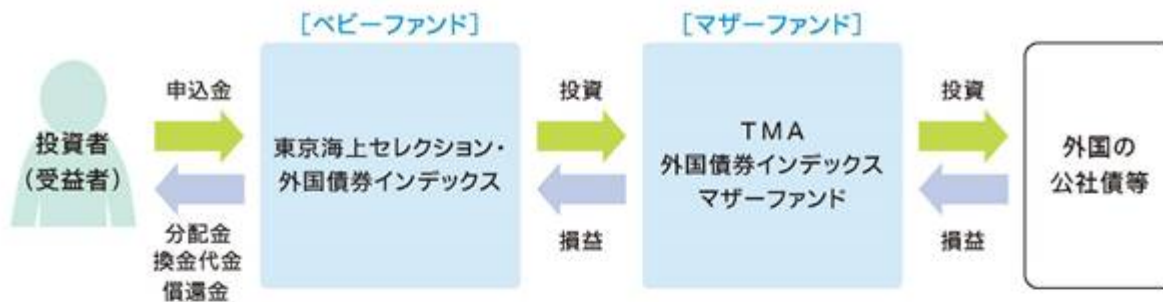 [ベビーファンド]
[マザーファンド]
投資者
(受益者)
申込金
分配金
換金代金
償還金
東京海上セレクション・
外国債券インデックス
投資
損益
TMA
外国債券インデックス
マザーファンド
投資
損益
外国の
公社債等